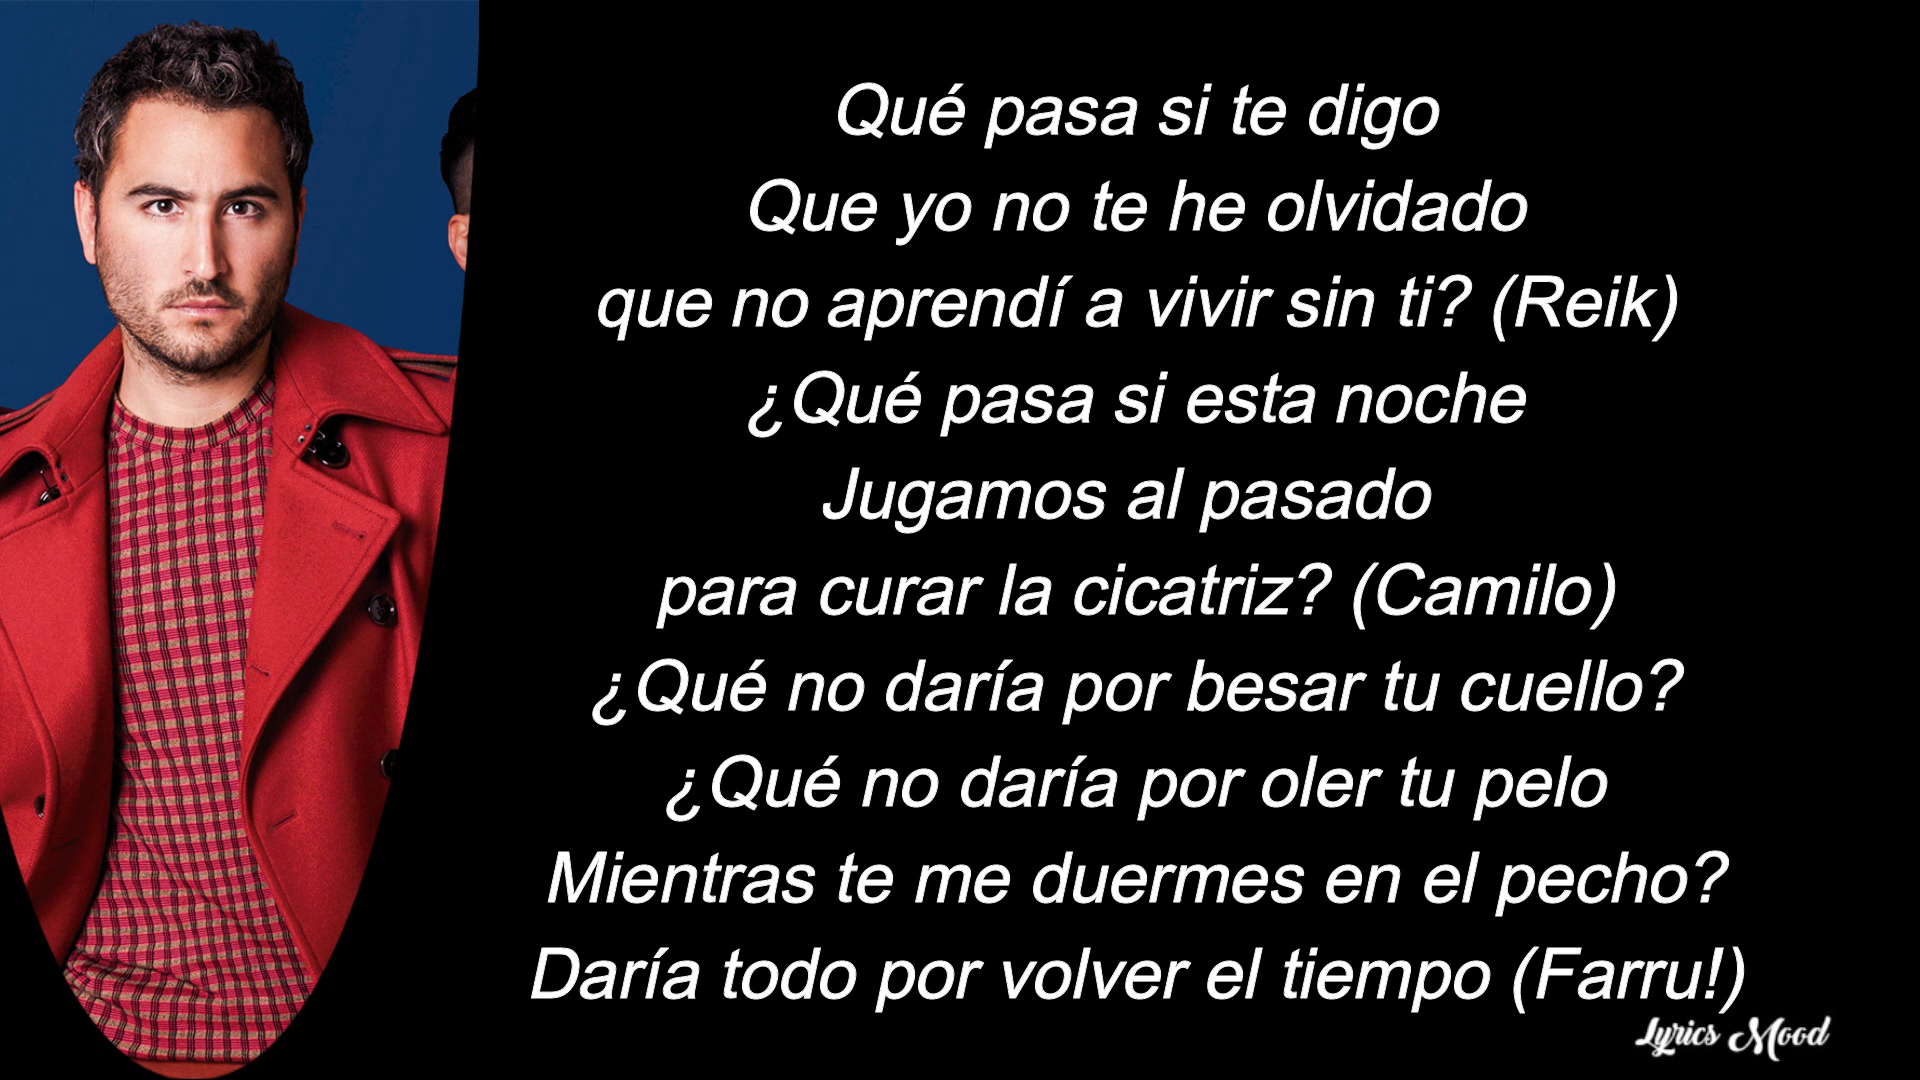 Qué pasa si te digo
Que yo no te he olvidado
que no aprendí a vivir sin ti? (Reik)
¿Qué pasa si esta noche
Jugamos al pasado
para curar la cicatriz? (Camilo)
¿Qué no daría por besar tu cuello?
¿Qué no daría por oler tu pelo
Mientras te me duermes en el pecho?
Daría todo por volver el tiempo (Farru!)
Lyrics Mood